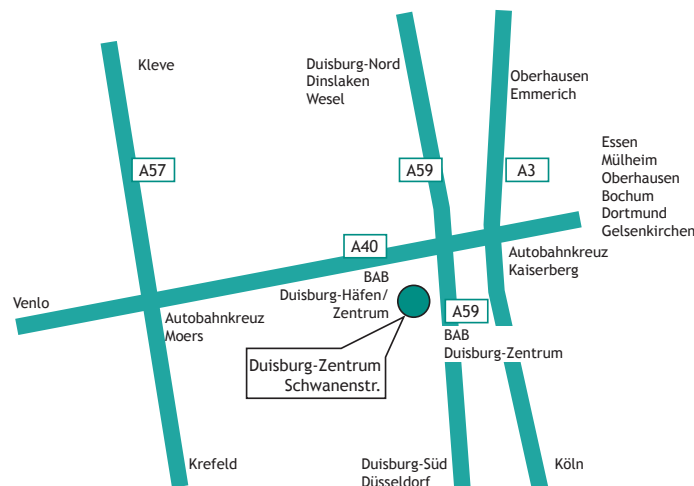 Kleve
Duisburg-Nord
Dinslaken
Wesel
Oberhausen
Emmerich
A57
A59
A3
Essen
Mülheim
Oberhausen
Bochum
Dortmund
Gelsenkirchen
A40
Autobahnkreuz
Kaiserberg
BAB
Duisburg-Häfen/
Zentrum
Venlo
Autobahnkreuz
Moers
A59
BAB
Duisburg-Zentrum
Duisburg-Zentrum
Schwanenstr.
Krefeld
Duisburg-Süd
Düsseldorf
Köln